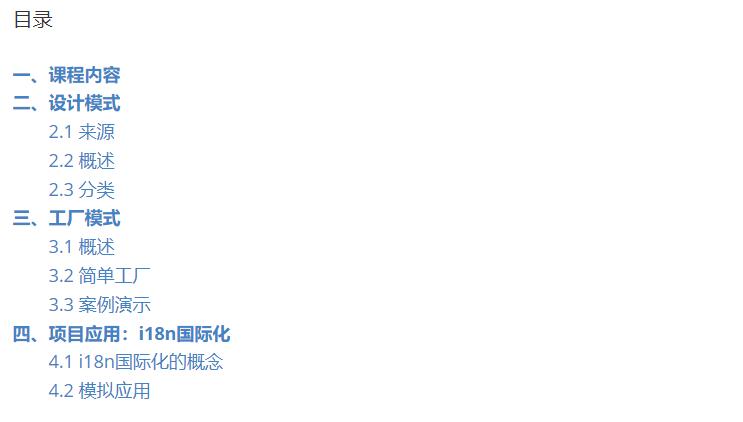 目录
一、课程内容
二、设计模式
2.1 来源
2.2 概述
2.3 分类
三、工厂模式
3.1 概述
3.2 简单工厂
3.3 案例演示
四、项目应用：i18n国际化
4.1 i18n国际化的概念
4.2 模拟应用